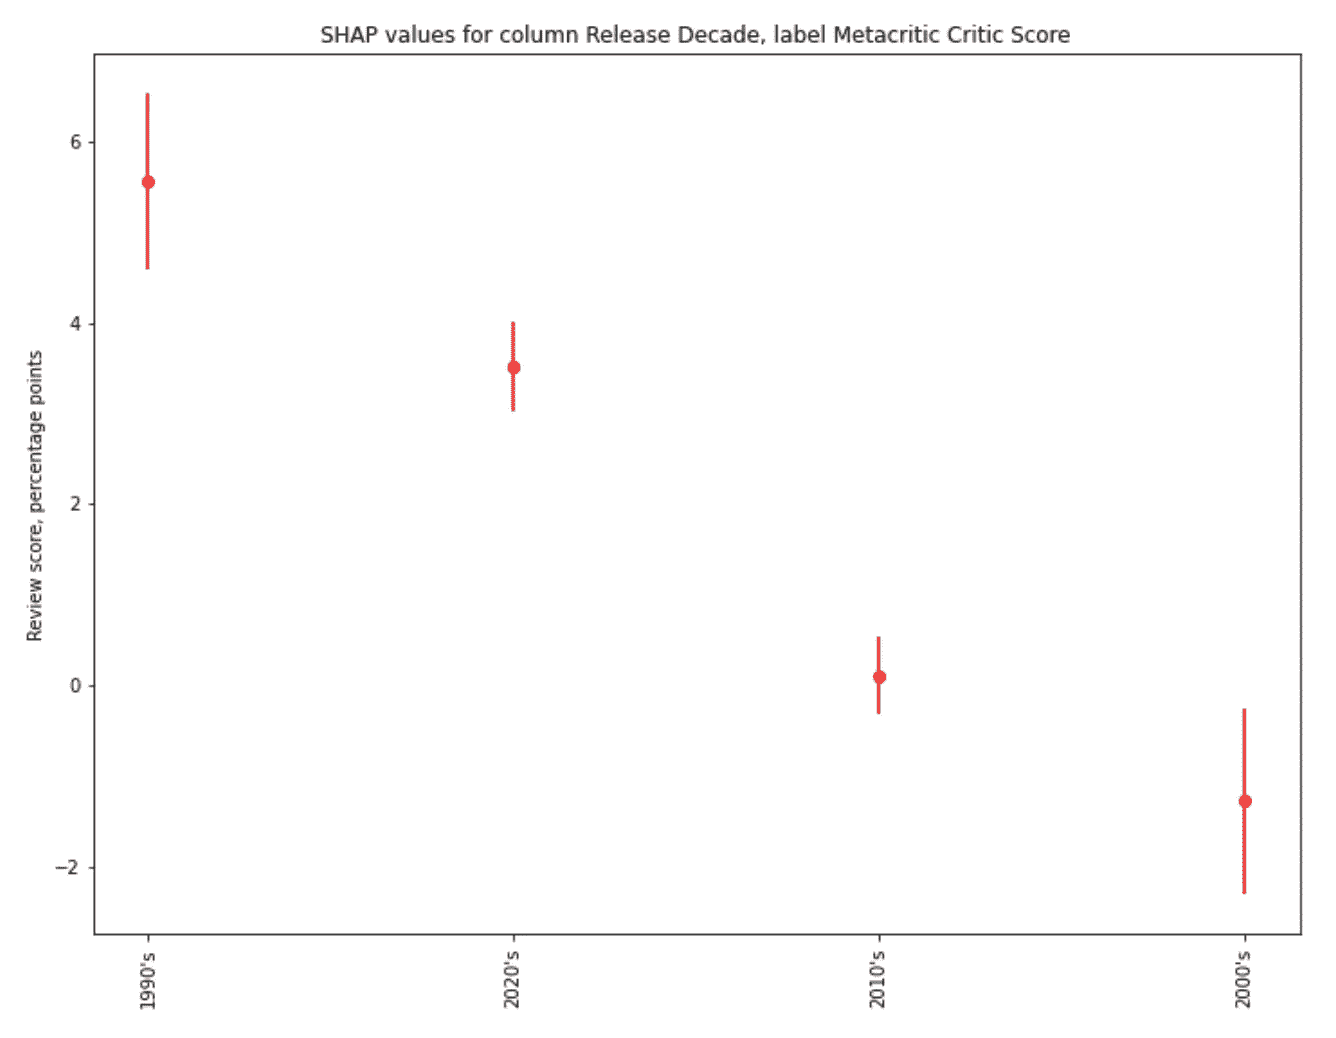 SHAP values for column Release Decade, label Metacritic Critic Score
Review score, percentage points
6
4
2
0
−2
1990's
2020's
2010's
2000's